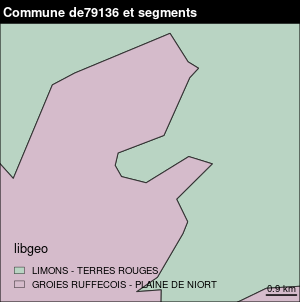 Commune de79136 et segments
libgeo
LIMONS - TERRES ROUGES
GROIES RUFFECOIS - PLAINE DE NIORT
0.9 km